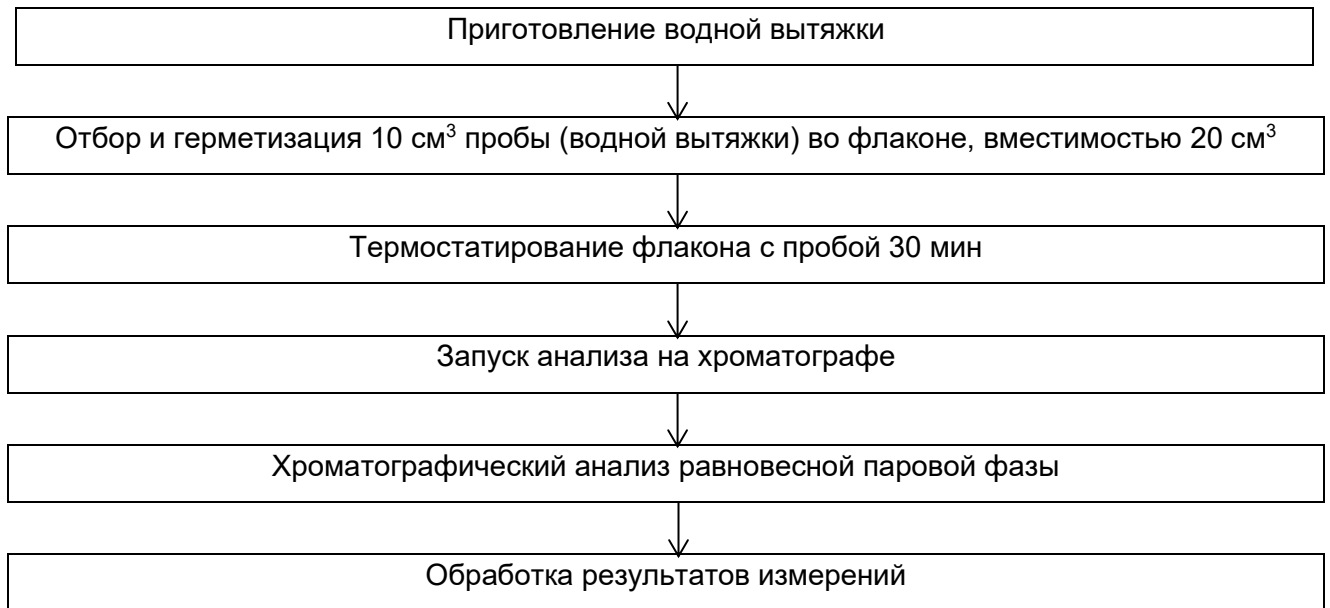 Приготовление водной вытяжки
Отбор и герметизация 10 см³ пробы (водной вытяжки) во флаконе, вместимостью 20 см³
Термостатирование флакона с пробой 30 мин
Запуск анализа на хроматографе
Хроматографический анализ равновесной паровой фазы
Обработка результатов измерений